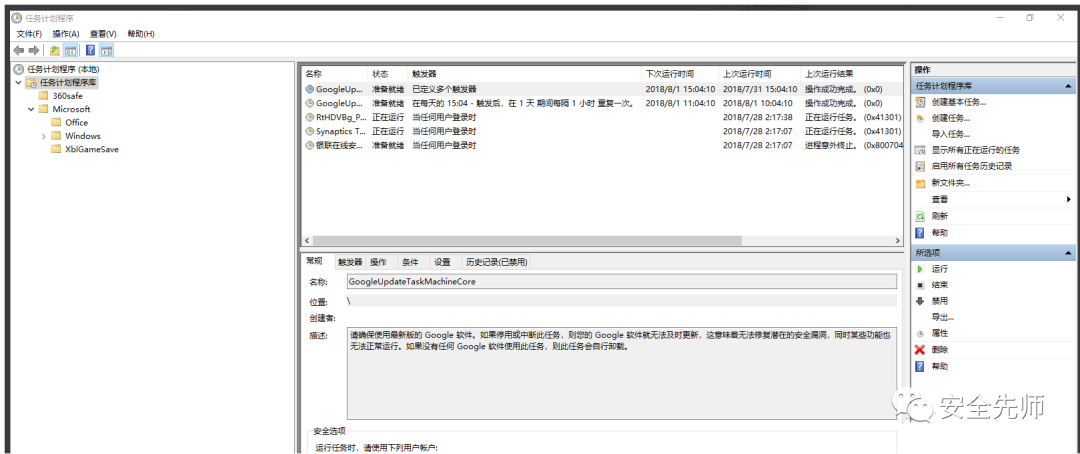 任务计划程序
文件(F) 操作(A) 查看(V) 帮助(H)
任务计划程序 (本地)
任务计划程序库
360safe
Microsoft
Office
Windows
XblGameSave
名称 状态 触发器 下次运行时间 上次运行时间 上次运行结果
GoogleUp... 准备就绪 已定义多个触发器 2018/8/1 15:04:10 2018/7/31 15:04:10 操作成功完成。 (0x0)
GoogleUp... 准备就绪 在每天的 15:04 - 触发后，在 1 天 期间每隔 1 小时 重复一次。 2018/8/1 11:04:10 2018/8/1 10:04:10 操作成功完成。 (0x0)
RtHDVBg_P... 正在运行 当任何用户登录时 2018/7/28 2:17:38 正在运行任务。 (0x41301)
Synaptics T... 正在运行 当任何用户登录时 2018/7/28 2:17:07 正在运行任务。 (0x41301)
银联在线安... 准备就绪 当任何用户登录时 2018/7/28 2:17:07 进程意外终止。 (0x800704
常规 触发器 操作 条件 设置 历史记录(已禁用)
名称: GoogleUpdateTaskMachineCore
位置: \
创建者:
描述: 请确保使用最新版的 Google 软件。如果停用或中断此任务，则您的 Google 软件就无法及时更新，这意味着无法修复潜在的安全漏洞，同时某些功能也
无法正常运行。如果没有任何 Google 软件使用此任务，则此任务会自行卸载。
安全选项
运行任务时，请使用下列用户帐户:
操作
任务计划程序库
创建基本任务...
创建任务...
导入任务...
显示所有正在运行的任务
启用所有任务历史记录
新文件夹...
查看
刷新
帮助
所选项
运行
结束
禁用
导出...
属性
删除
帮助
安全先师